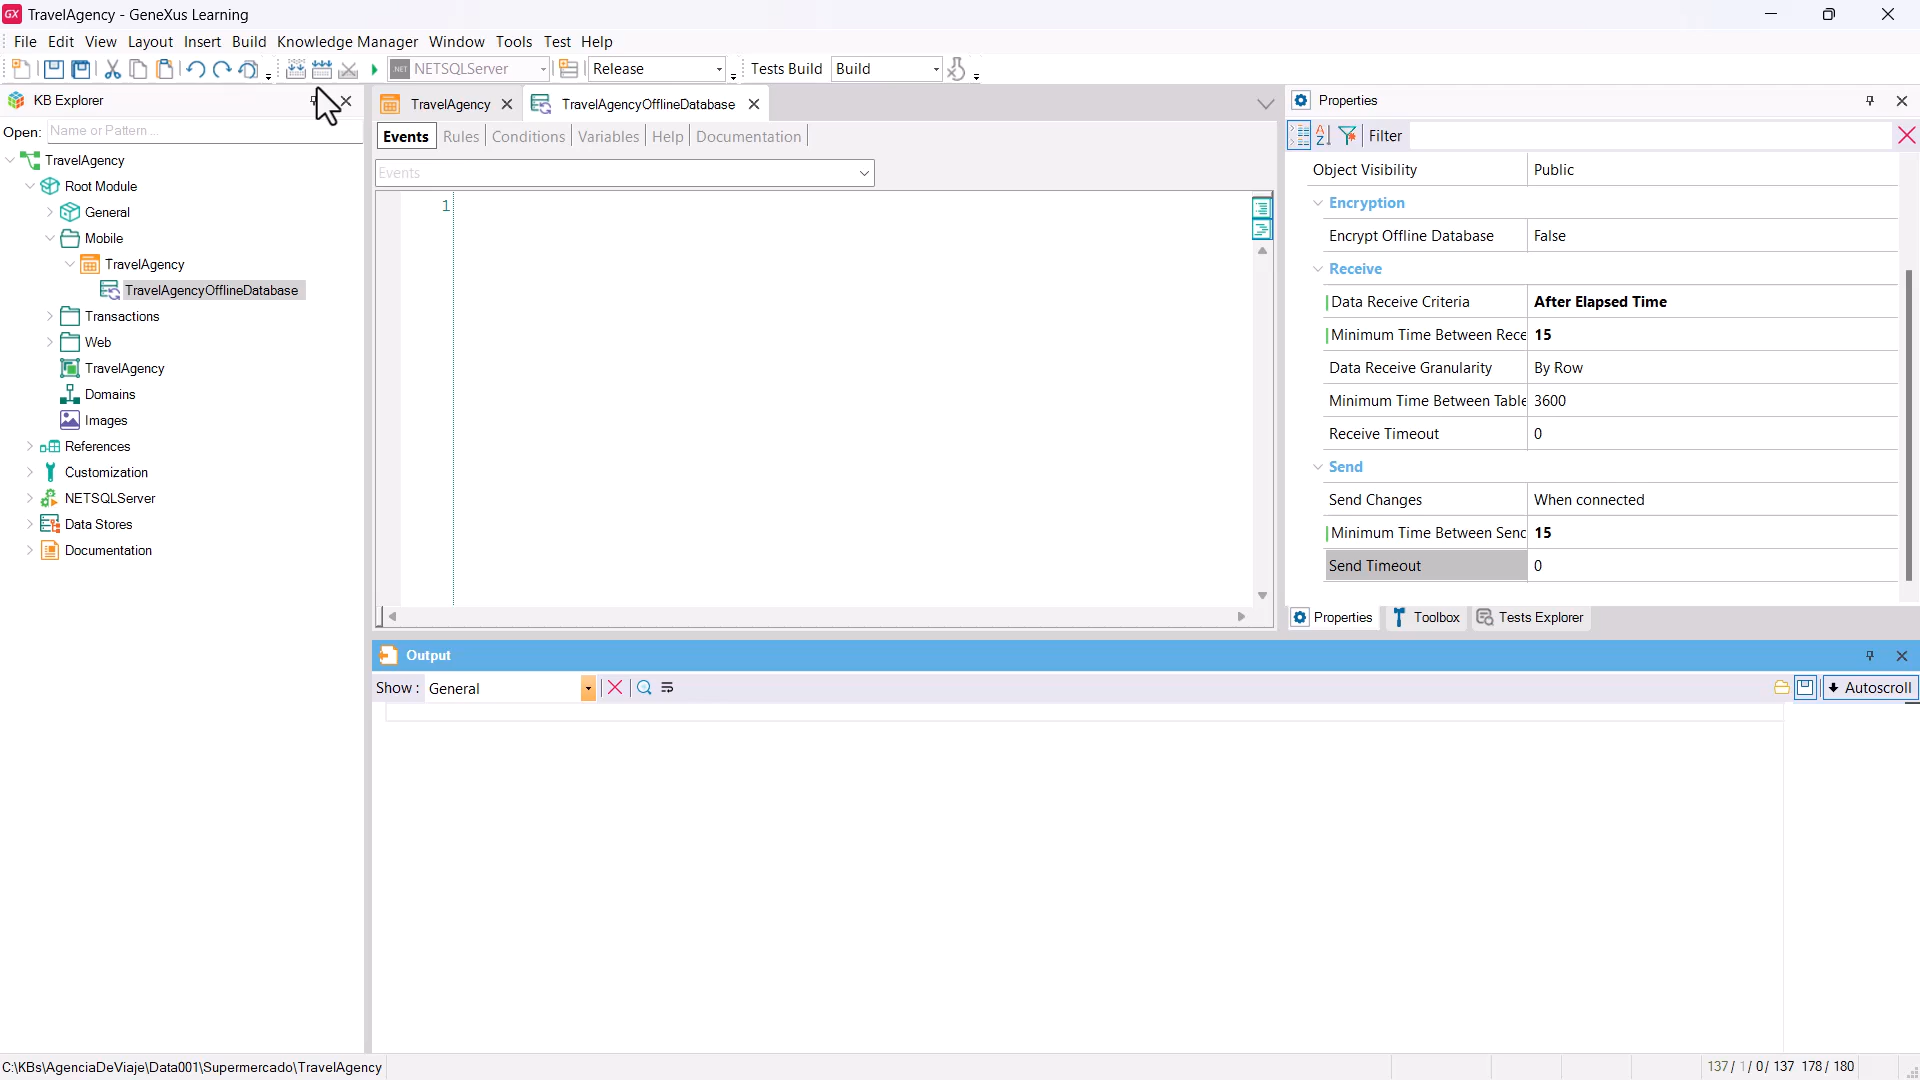 GX TravelAgency - GeneXus Learning
File Edit View Layout Insert Build Knowledge Manager Window Tools Test Help
.NET NETSQLServer Release Tests Build Build
KB Explorer
Open: Name or Pattern ...
TravelAgency
Root Module
General
Mobile
TravelAgency
TravelAgencyOfflineDatabase
Transactions
Web
TravelAgency
Domains
Images
References
Customization
NETSQLServer
Data Stores
Documentation
TravelAgency TravelAgencyOfflineDatabase
Events Rules Conditions Variables Help Documentation
Events
1
Properties
Filter
Object Visibility Public
Encryption
Encrypt Offline Database False
Receive
Data Receive Criteria After Elapsed Time
Minimum Time Between Rece 15
Data Receive Granularity By Row
Minimum Time Between Table 3600
Receive Timeout 0
Send
Send Changes When connected
Minimum Time Between Senc 15
Send Timeout 0
Properties Toolbox Tests Explorer
Output
Show: General Autoscroll
C:\KBs\AgenciaDeViaje\Data001\Supermercado\TravelAgency 137/ 1/ 0/ 137 178/ 180